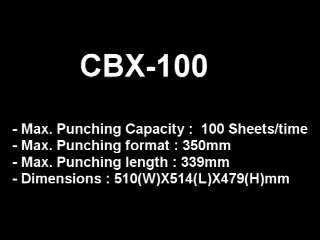 CBX-100
- Max. Punching Capacity :  100 Sheets/time
- Max. Punching format : 350mm
- Max. Punching length : 339mm
- Dimensions : 510(W)X514(L)X479(H)mm